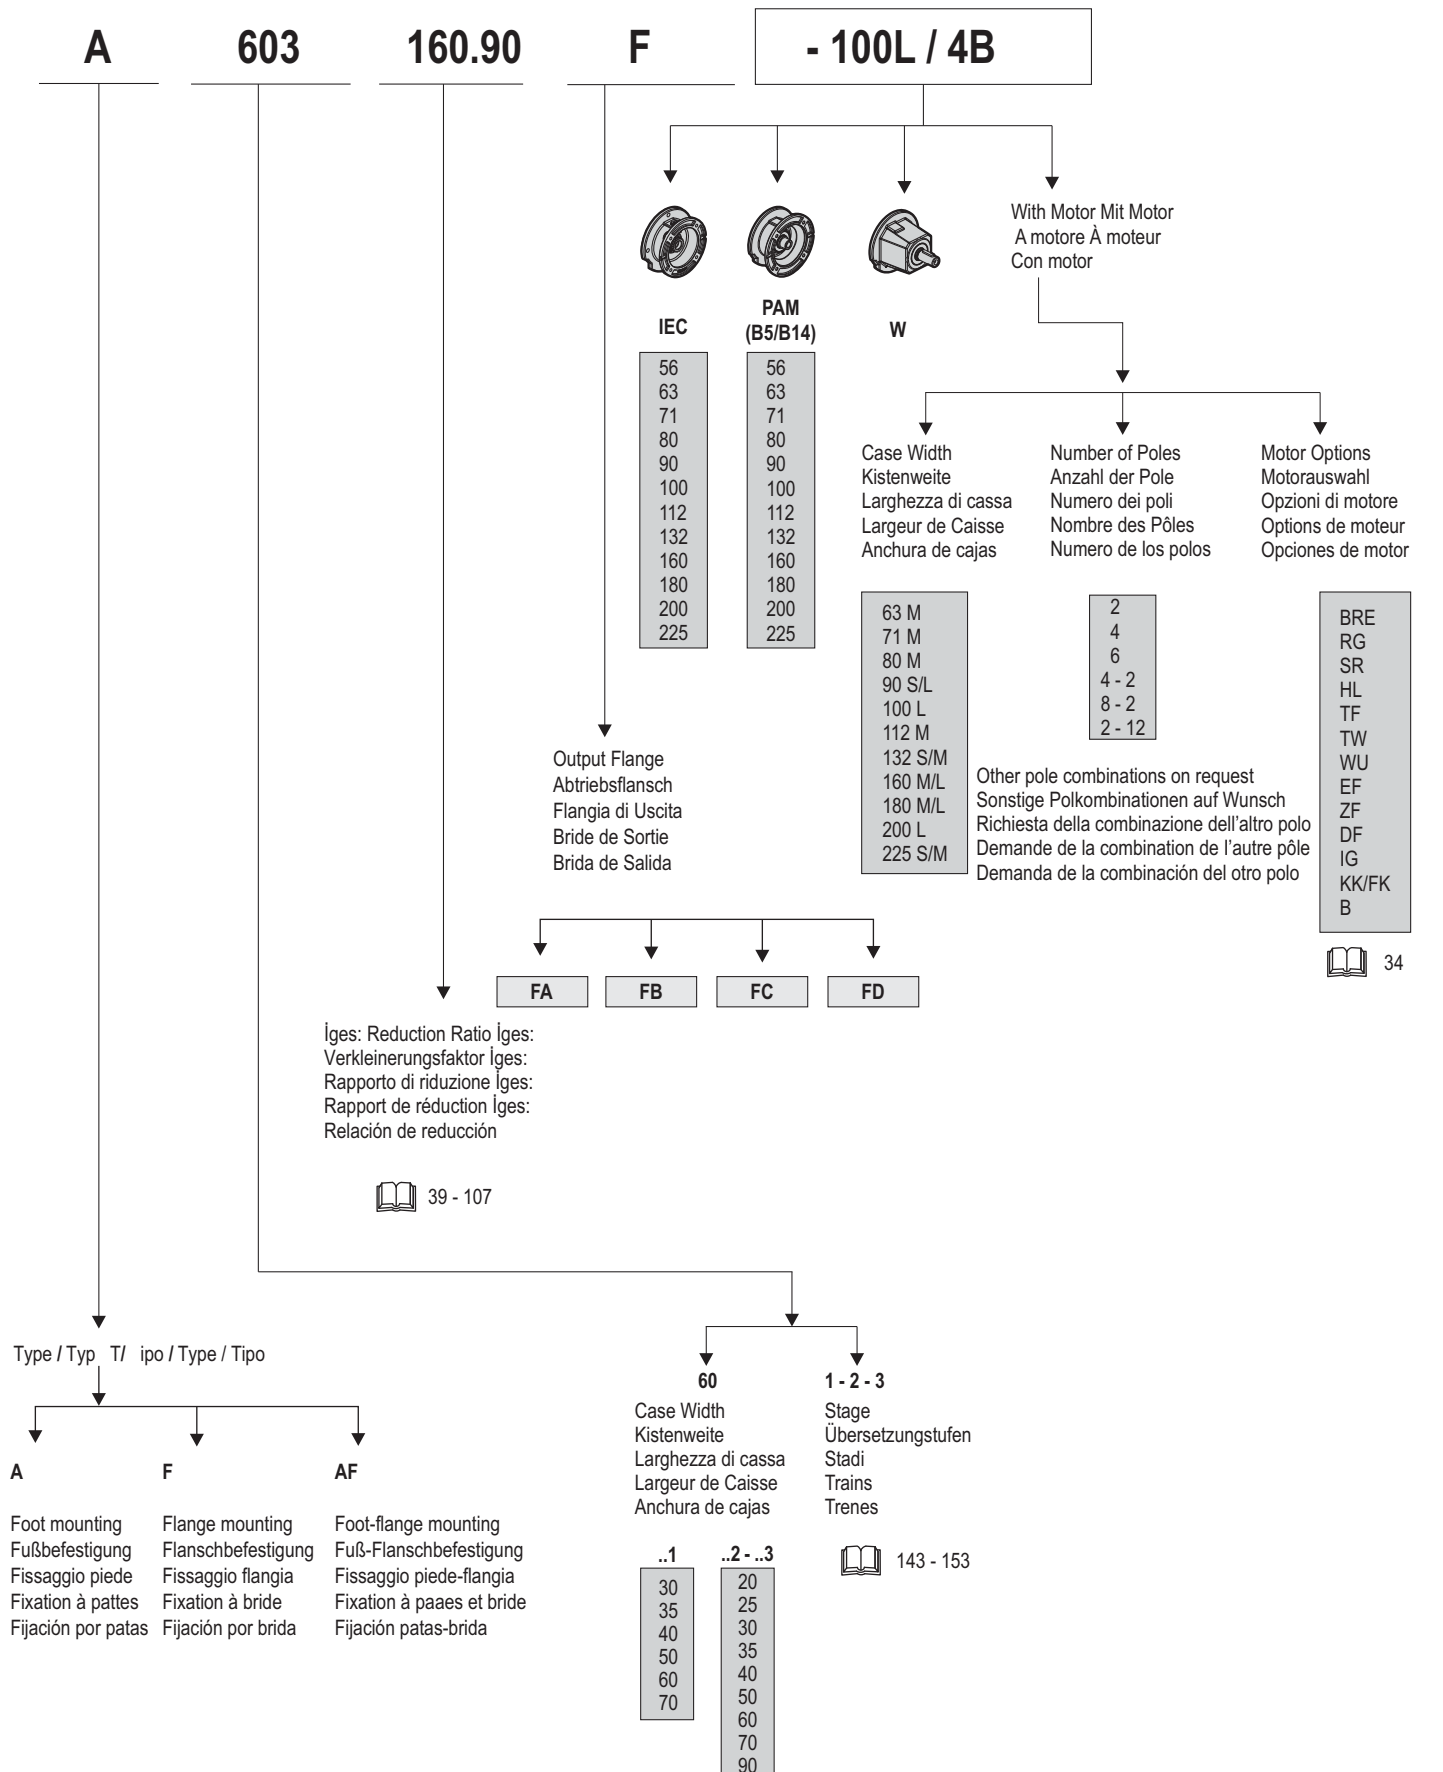 A 603 160.90 F - 100L / 4B
With Motor Mit Motor
A motore À moteur
Con motor
IEC
56
63
71
80
90
100
112
132
160
180
200
225
PAM
(B5/B14)
56
63
71
80
90
100
112
132
160
180
200
225
W
Case Width
Kistenweite
Larghezza di cassa
Largeur de Caisse
Anchura de cajas
63 M
71 M
80 M
90 S/L
100 L
112 M
132 S/M
160 M/L
180 M/L
200 L
225 S/M
Number of Poles
Anzahl der Pole
Numero dei poli
Nombre des Pôles
Numero de los polos
2
4
6
4 - 2
8 - 2
2 - 12
Other pole combinations on request
Sonstige Polkombinationen auf Wunsch
Richiesta della combinazione dell'altro polo
Demande de la combination de l'autre pôle
Demanda de la combinación del otro polo
Motor Options
Motorauswahl
Opzioni di motore
Options de moteur
Opciones de motor
BRE
RG
SR
HL
TF
TW
WU
EF
ZF
DF
IG
KK/FK
B
34
Output Flange
Abtriebsflansch
Flangia di Uscita
Bride de Sortie
Brida de Salida
FA FB FC FD
İges: Reduction Ratio İges:
Verkleinerungsfaktor İges:
Rapporto di riduzione İges:
Rapport de réduction İges:
Relación de reducción
39 - 107
Type / Typ T/ ipo / Type / Tipo
A
Foot mounting
Fußbefestigung
Fissaggio piede
Fixation à pattes
Fijación por patas
F
Flange mounting
Flanschbefestigung
Fissaggio flangia
Fixation à bride
Fijación por brida
AF
Foot-flange mounting
Fuß-Flanschbefestigung
Fissaggio piede-flangia
Fixation à paaes et bride
Fijación patas-brida
60
Case Width
Kistenweite
Larghezza di cassa
Largeur de Caisse
Anchura de cajas
..1
30
35
40
50
60
70
..2 - ..3
20
25
30
35
40
50
60
70
90
1 - 2 - 3
Stage
Übersetzungstufen
Stadi
Trains
Trenes
143 - 153